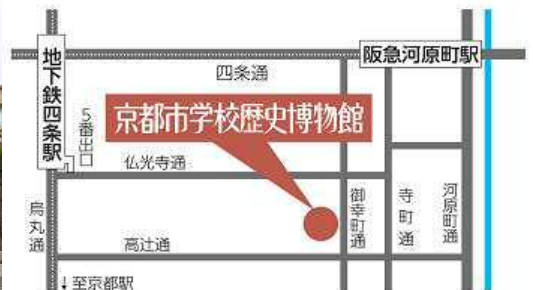 阪急河原町駅
地下鉄四条駅
四条通
5番出口
京都市学校歴史博物館
仏光寺通
烏丸通
御幸町通
寺町通
河原町通
高辻通
↓至京都駅